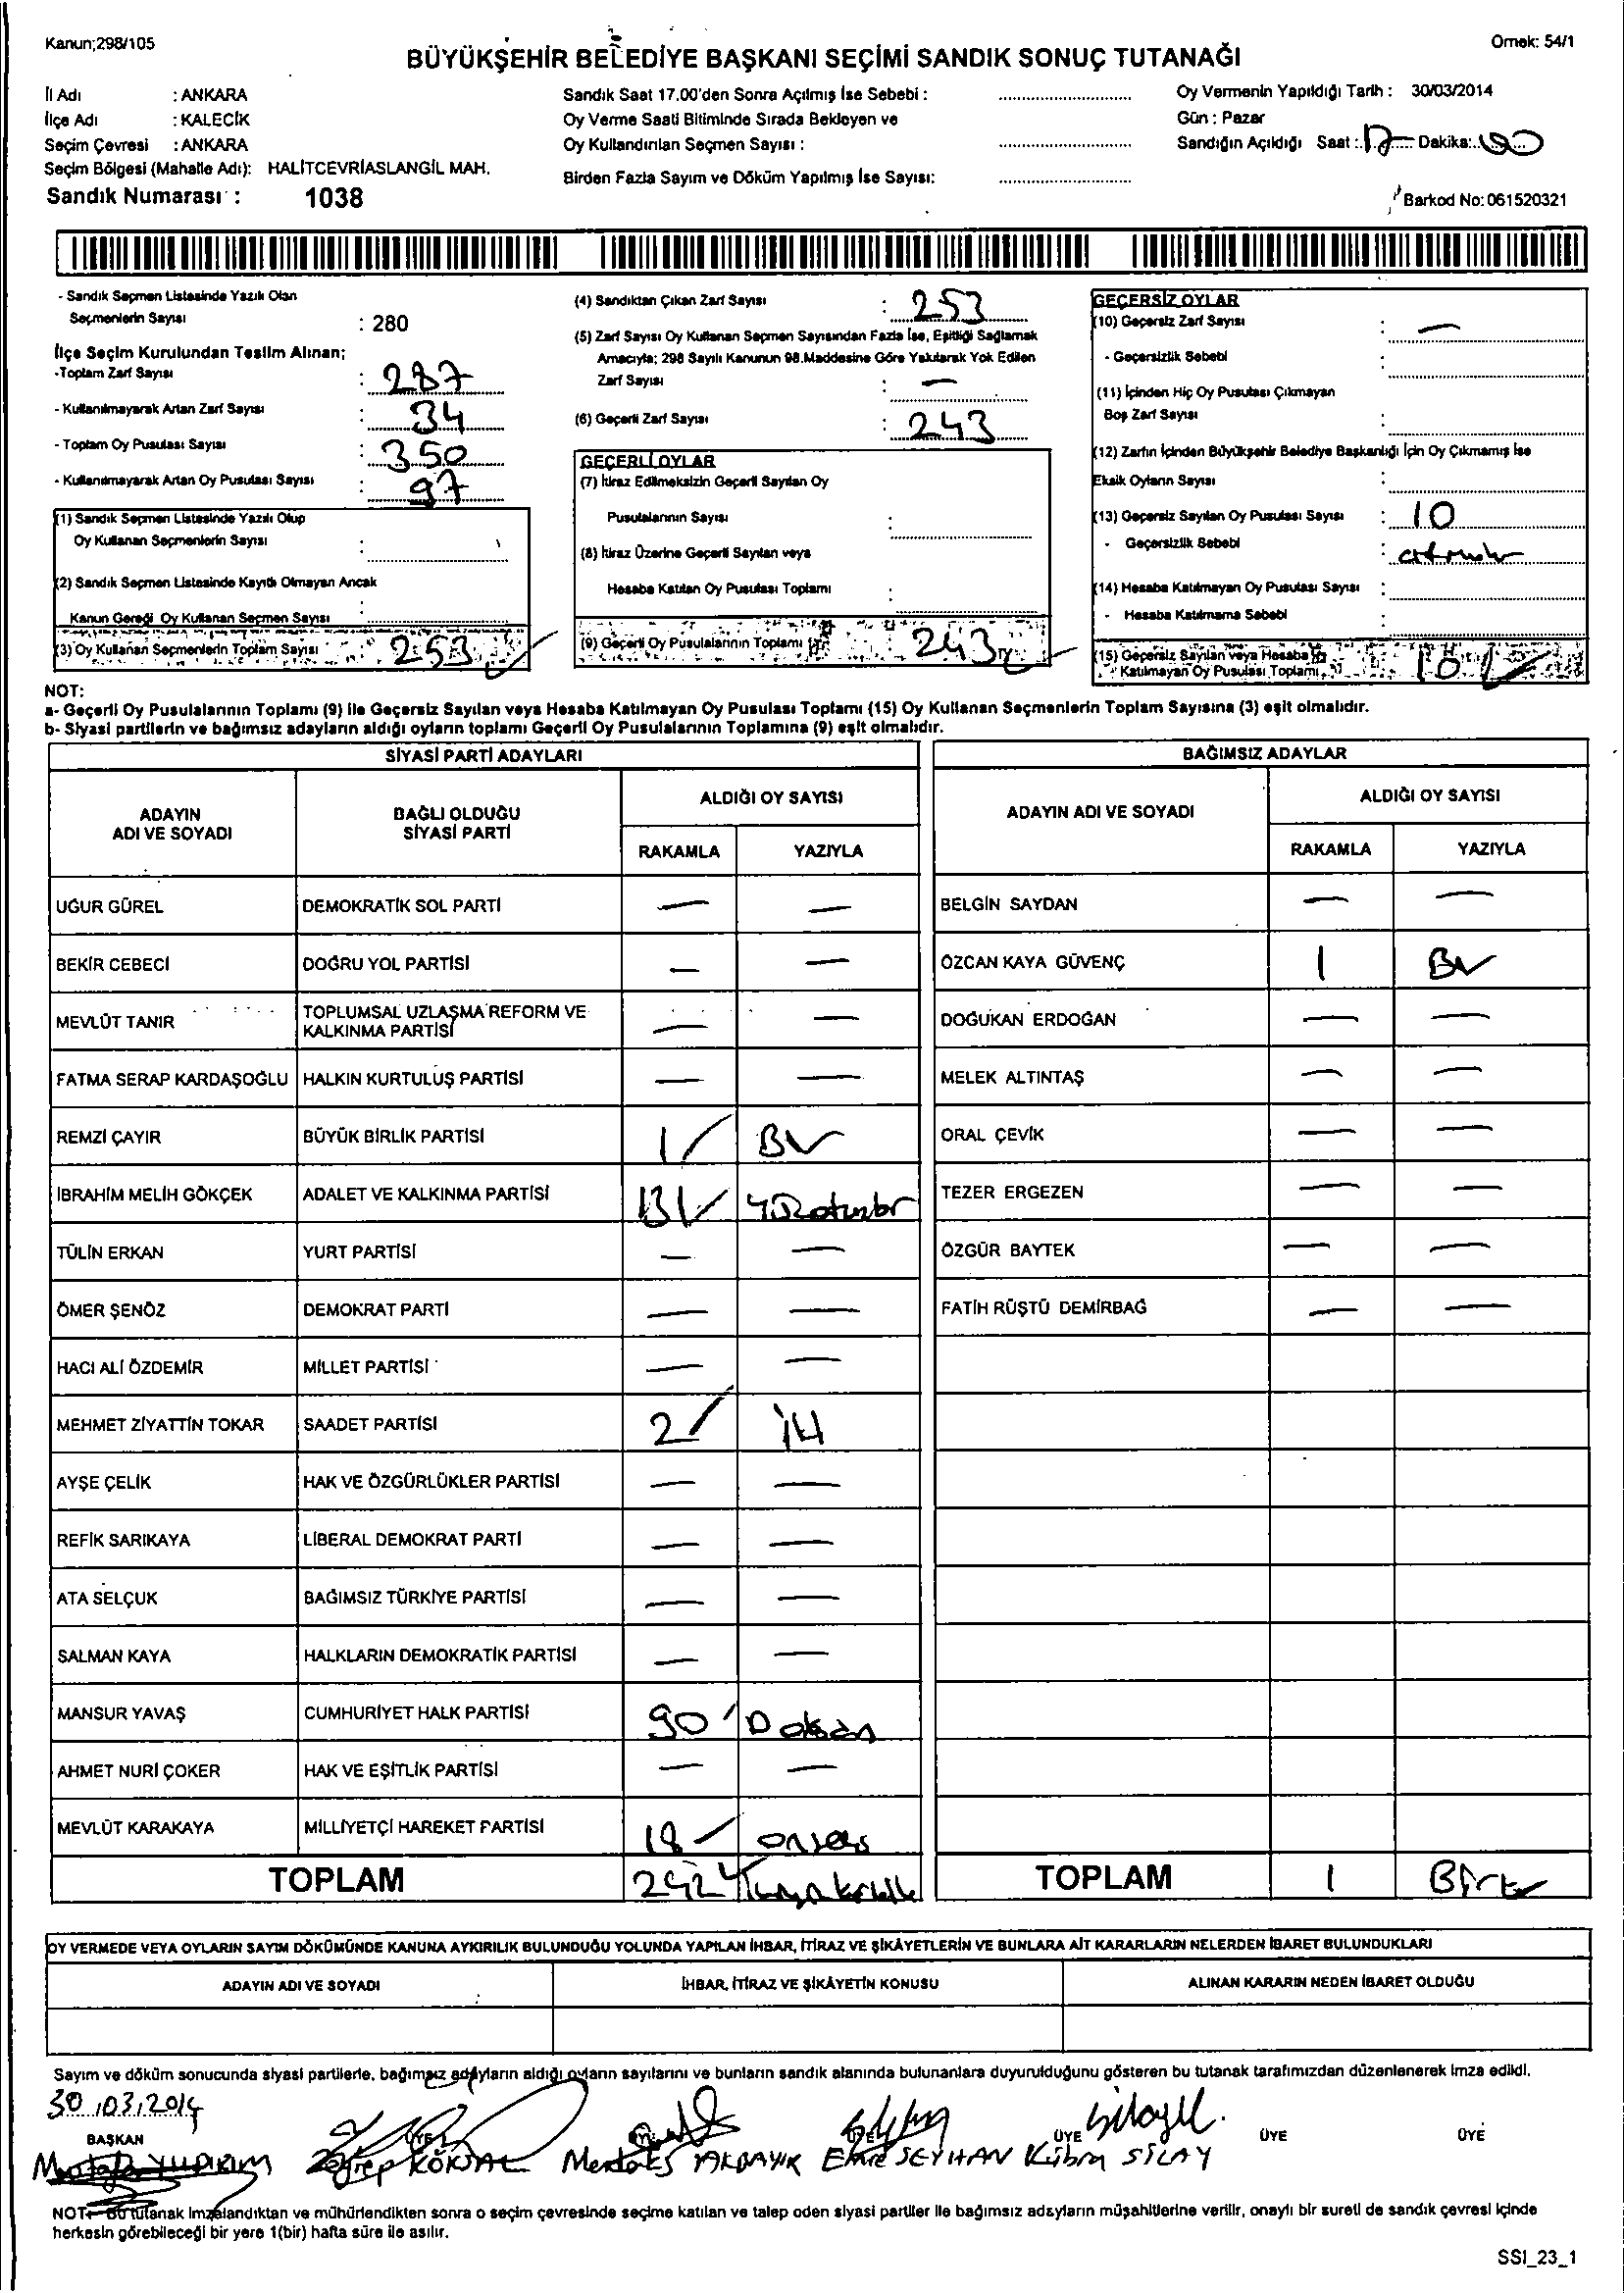 Kanun;298/105
Örnek: 54/1
BÜYÜKŞEHİR BELEDİYE BAŞKANI SEÇİMİ SANDIK SONUÇ TUTANAĞI
İl Adı : ANKARA
İlçe Adı : KALECİK
Seçim Çevresi : ANKARA
Seçim Bölgesi (Mahalle Adı): HALİTCEVRİASLANGİL MAH.
Sandık Numarası : 1038
Sandık Saat 17.00'den Sonra Açılmış İse Sebebi :
Oy Verme Saati Bitiminde Sırada Bekleyen ve
Oy Kullandırılan Seçmen Sayısı :
Birden Fazla Sayım ve Döküm Yapılmış İse Sayısı:
Oy Vermenin Yapıldığı Tarih : 30/03/2014
Gün : Pazar
Sandığın Açıldığı Saat : 17 Dakika: 00
Barkod No: 061520321
- Sandık Seçmen Listesinde Yazılı Olan
Seçmenlerin Sayısı : 280
İlçe Seçim Kurulundan Teslim Alınan;
-Toplam Zarf Sayısı : 287
- Kullanılmayarak Artan Zarf Sayısı : 34
- Toplam Oy Pusulası Sayısı : 350
- Kullanılmayarak Artan Oy Pusulası Sayısı : 97
(1) Sandık Seçmen Listesinde Yazılı Olup
Oy Kullanan Seçmenlerin Sayısı :
(2) Sandık Seçmen Listesinde Kayıtlı Olmayan Ancak
Kanun Gereği Oy Kullanan Seçmen Sayısı :
(3) Oy Kullanan Seçmenlerin Toplam Sayısı : 253
(4) Sandıktan Çıkan Zarf Sayısı : 253
(5) Zarf Sayısı Oy Kullanan Seçmen Sayısından Fazla İse, Eşitliği Sağlamak
Amacıyla; 298 Sayılı Kanunun 98.Maddesine Göre Yakılarak Yok Edilen
Zarf Sayısı : —
(6) Geçerli Zarf Sayısı : 243
GEÇERLİ OYLAR
(7) İtiraz Edilmeksizin Geçerli Sayılan Oy
Pusulalarının Sayısı :
(8) İtiraz Üzerine Geçerli Sayılan veya
Hesaba Katılan Oy Pusulası Toplamı :
(9) Geçerli Oy Pusulalarının Toplamı 243
GEÇERSİZ OYLAR
(10) Geçersiz Zarf Sayısı : —
- Geçersizlik Sebebi :
(11) İçinden Hiç Oy Pusulası Çıkmayan
Boş Zarf Sayısı :
(12) Zarfın İçinden Büyükşehir Belediye Başkanlığı İçin Oy Çıkmamış İse
Eksik Oyların Sayısı :
(13) Geçersiz Sayılan Oy Pusulası Sayısı : 10
- Geçersizlik Sebebi :
(14) Hesaba Katılmayan Oy Pusulası Sayısı :
- Hesaba Katılmama Sebebi :
(15) Geçersiz Sayılan veya Hesaba
Katılmayan Oy Pusulası Toplamı 10
NOT:
a- Geçerli Oy Pusulalarının Toplamı (9) ile Geçersiz Sayılan veya Hesaba Katılmayan Oy Pusulası Toplamı (15) Oy Kullanan Seçmenlerin Toplam Sayısına (3) eşit olmalıdır.
b- Siyasi partilerin ve bağımsız adayların aldığı oyların toplamı Geçerli Oy Pusulalarının Toplamına (9) eşit olmalıdır.
SİYASİ PARTİ ADAYLARI
ADAYIN ADI VE SOYADI
BAĞLI OLDUĞU SİYASİ PARTİ
ALDIĞI OY SAYISI
RAKAMLA YAZIYLA
UĞUR GÜREL DEMOKRATİK SOL PARTİ — —
BEKİR CEBECİ DOĞRU YOL PARTİSİ — —
MEVLÜT TANIR TOPLUMSAL UZLAŞMA REFORM VE KALKINMA PARTİSİ — —
FATMA SERAP KARDAŞOĞLU HALKIN KURTULUŞ PARTİSİ — —
REMZİ ÇAYIR BÜYÜK BİRLİK PARTİSİ 1 Bir
İBRAHİM MELİH GÖKÇEK ADALET VE KALKINMA PARTİSİ 131 Yüzotuzbir
TÜLİN ERKAN YURT PARTİSİ — —
ÖMER ŞENÖZ DEMOKRAT PARTİ — —
HACI ALİ ÖZDEMİR MİLLET PARTİSİ — —
MEHMET ZİYATTİN TOKAR SAADET PARTİSİ 2 iki
AYŞE ÇELİK HAK VE ÖZGÜRLÜKLER PARTİSİ — —
REFİK SARIKAYA LİBERAL DEMOKRAT PARTİ — —
ATA SELÇUK BAĞIMSIZ TÜRKİYE PARTİSİ — —
SALMAN KAYA HALKLARIN DEMOKRATİK PARTİSİ — —
MANSUR YAVAŞ CUMHURİYET HALK PARTİSİ 90 Doksan
AHMET NURİ ÇOKER HAK VE EŞİTLİK PARTİSİ — —
MEVLÜT KARAKAYA MİLLİYETÇİ HAREKET PARTİSİ 18 onsekiz
TOPLAM 242
BAĞIMSIZ ADAYLAR
ADAYIN ADI VE SOYADI
ALDIĞI OY SAYISI
RAKAMLA YAZIYLA
BELGİN SAYDAN — —
ÖZCAN KAYA GÜVENÇ 1 Bir
DOĞUKAN ERDOĞAN — —
MELEK ALTINTAŞ — —
ORAL ÇEVİK — —
TEZER ERGEZEN — —
ÖZGÜR BAYTEK — —
FATİH RÜŞTÜ DEMİRBAĞ — —
TOPLAM 1 Bir
OY VERMEDE VEYA OYLARIN SAYIM DÖKÜMÜNDE KANUNA AYKIRILIK BULUNDUĞU YOLUNDA YAPILAN İHBAR, İTİRAZ VE ŞİKÂYETLERİN VE BUNLARA AİT KARARLARIN NELERDEN İBARET BULUNDUKLARI
ADAYIN ADI VE SOYADI İHBAR, İTİRAZ VE ŞİKÂYETİN KONUSU ALINAN KARARIN NEDEN İBARET OLDUĞU
Sayım ve döküm sonucunda siyasi partilerle, bağımsız adayların aldığı oyların sayılarını ve bunların sandık alanında bulunanlara duyurulduğunu gösteren bu tutanak tarafımızdan düzenlenerek imza edildi.
30.03.2014
BAŞKAN ÜYE ÜYE ÜYE ÜYE ÜYE ÜYE
Mustafa YILDIRIM Zeynep KÖKSAL AKBAYIK Emre SEYHAN Kübra SILAY
NOT: Bu tutanak imzalandıktan ve mühürlendikten sonra o seçim çevresinde seçime katılan ve talep eden siyasi partiler ile bağımsız adayların müşahitlerine verilir, onaylı bir sureti de sandık çevresi içinde
herkesin görebileceği bir yere 1(bir) hafta süre ile asılır.
SSI_23_1